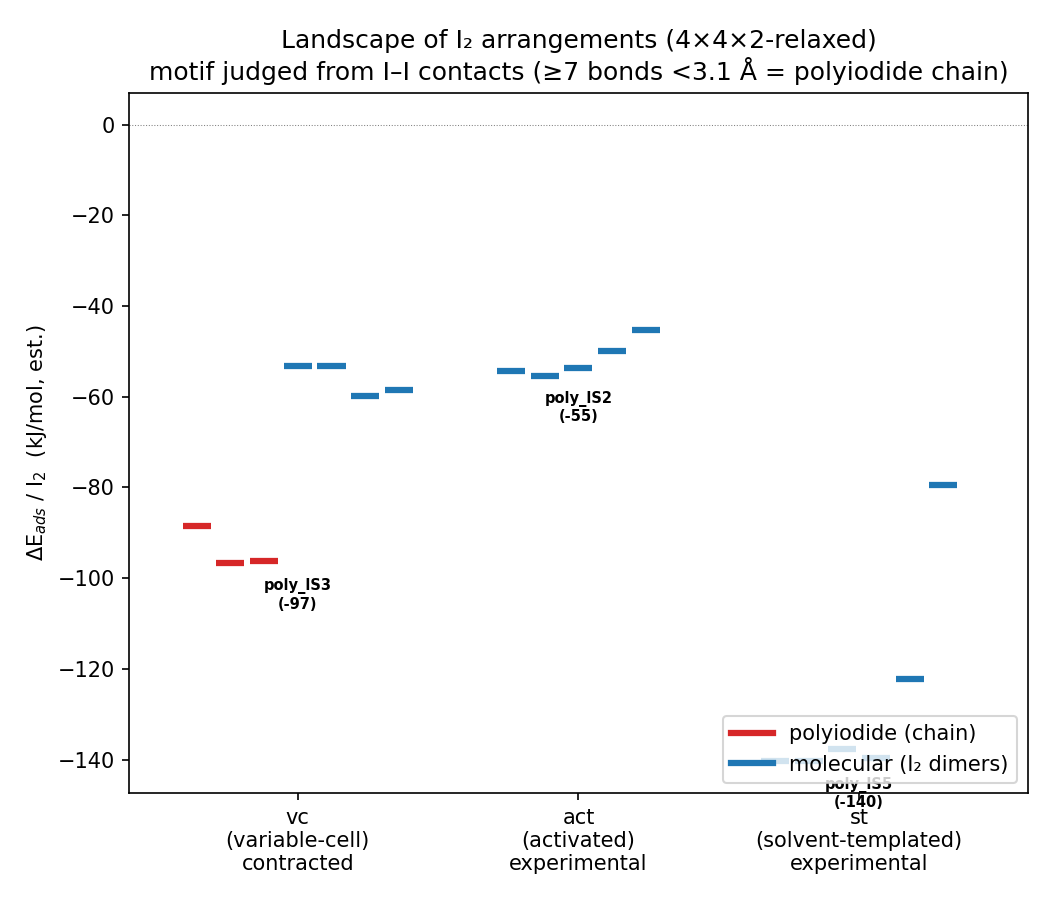 Landscape of I₂ arrangements (4×4×2-relaxed)
motif judged from I–I contacts (≥7 bonds <3.1 Å = polyiodide chain)
ΔE_ads / I₂ (kJ/mol, est.)
0
−20
−40
−60
−80
−100
−120
−140
poly_IS3
(-97)
poly_IS2
(-55)
polyiodide (chain)
molecular (I₂ dimers)
poly_IS5
(-140)
vc
(variable-cell)
contracted
act
(activated)
experimental
st
(solvent-templated)
experimental